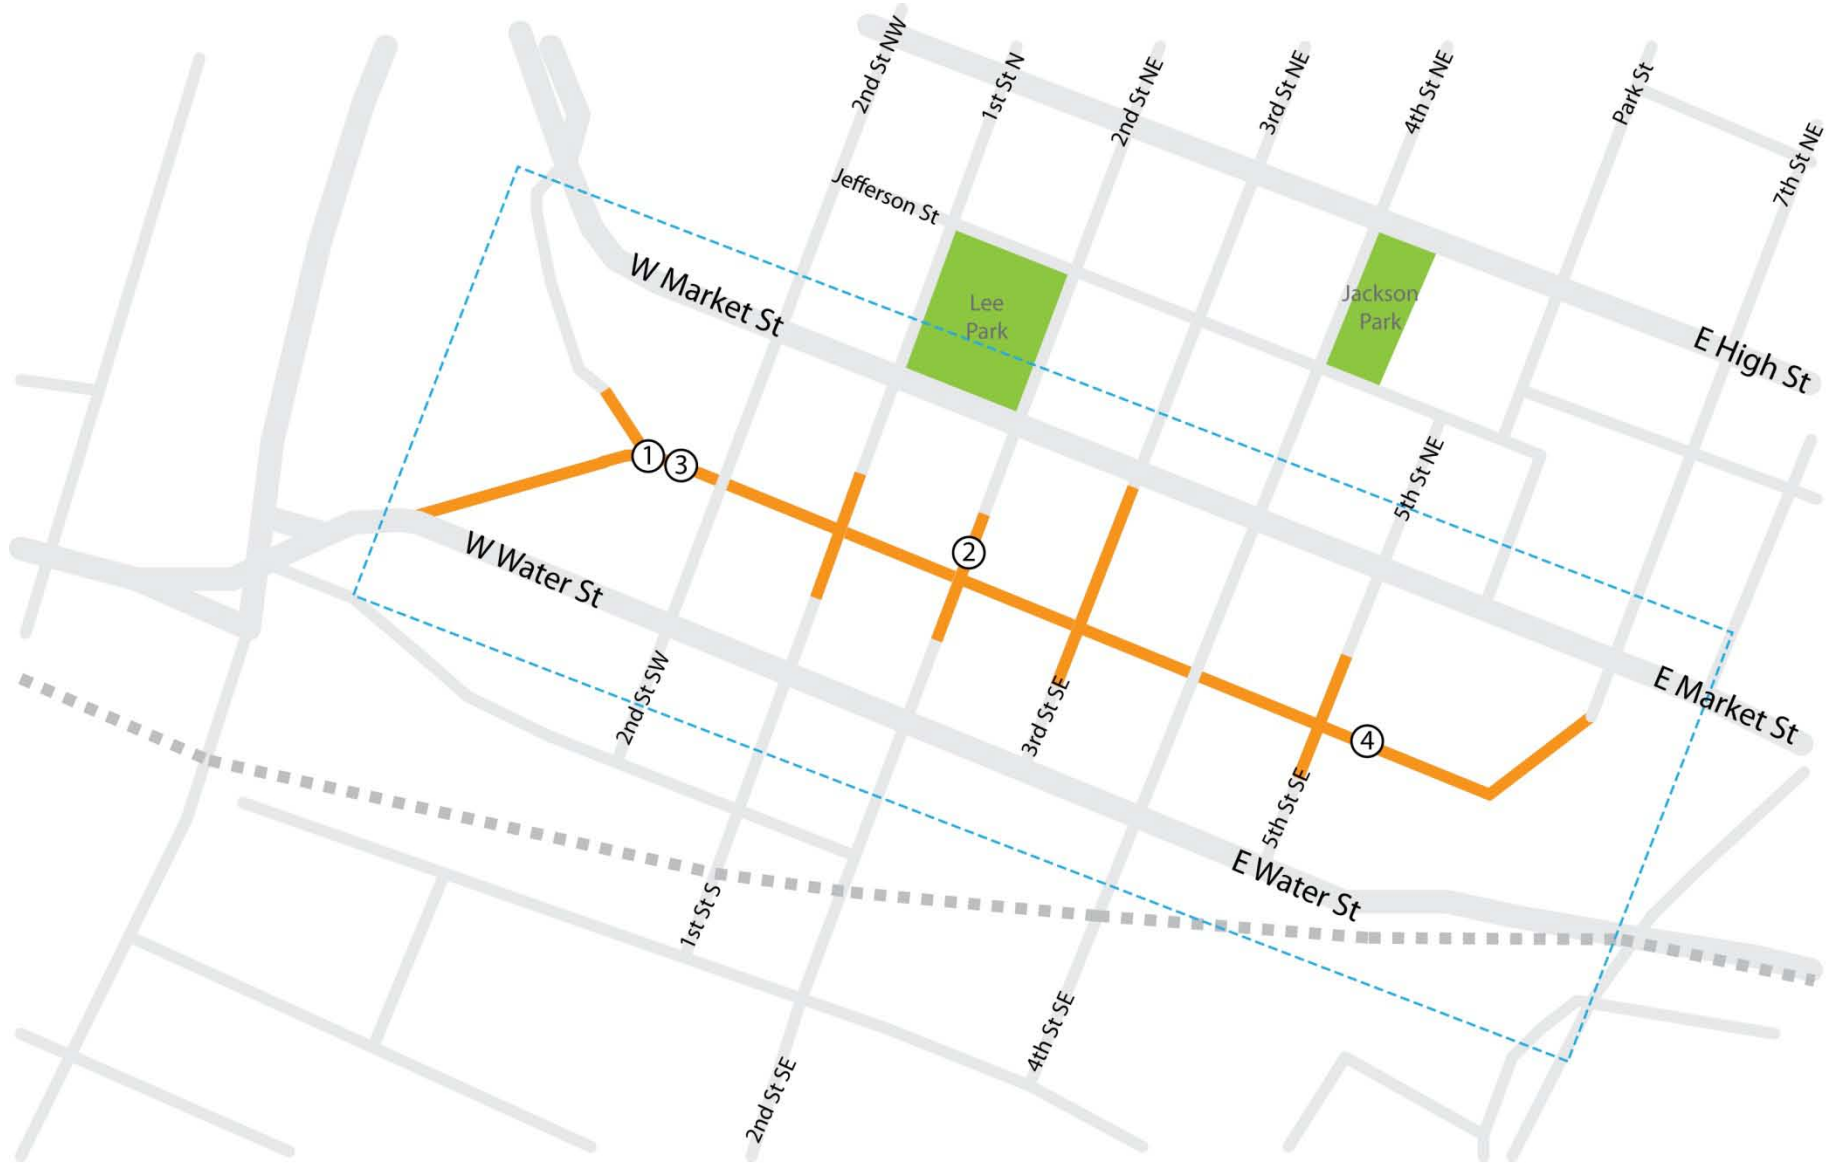 2nd St NW
1st St N
2nd St NE
3rd St NE
4th St NE
Park St
7th St NE
Jefferson St
W Market St
Lee
Park
Jackson
Park
E High St
5th St NE
1
3
2
W Water St
2nd St SW
3rd St SE
E Market St
4
5th St SE
E Water St
1st St S
4th St SE
2nd St SE